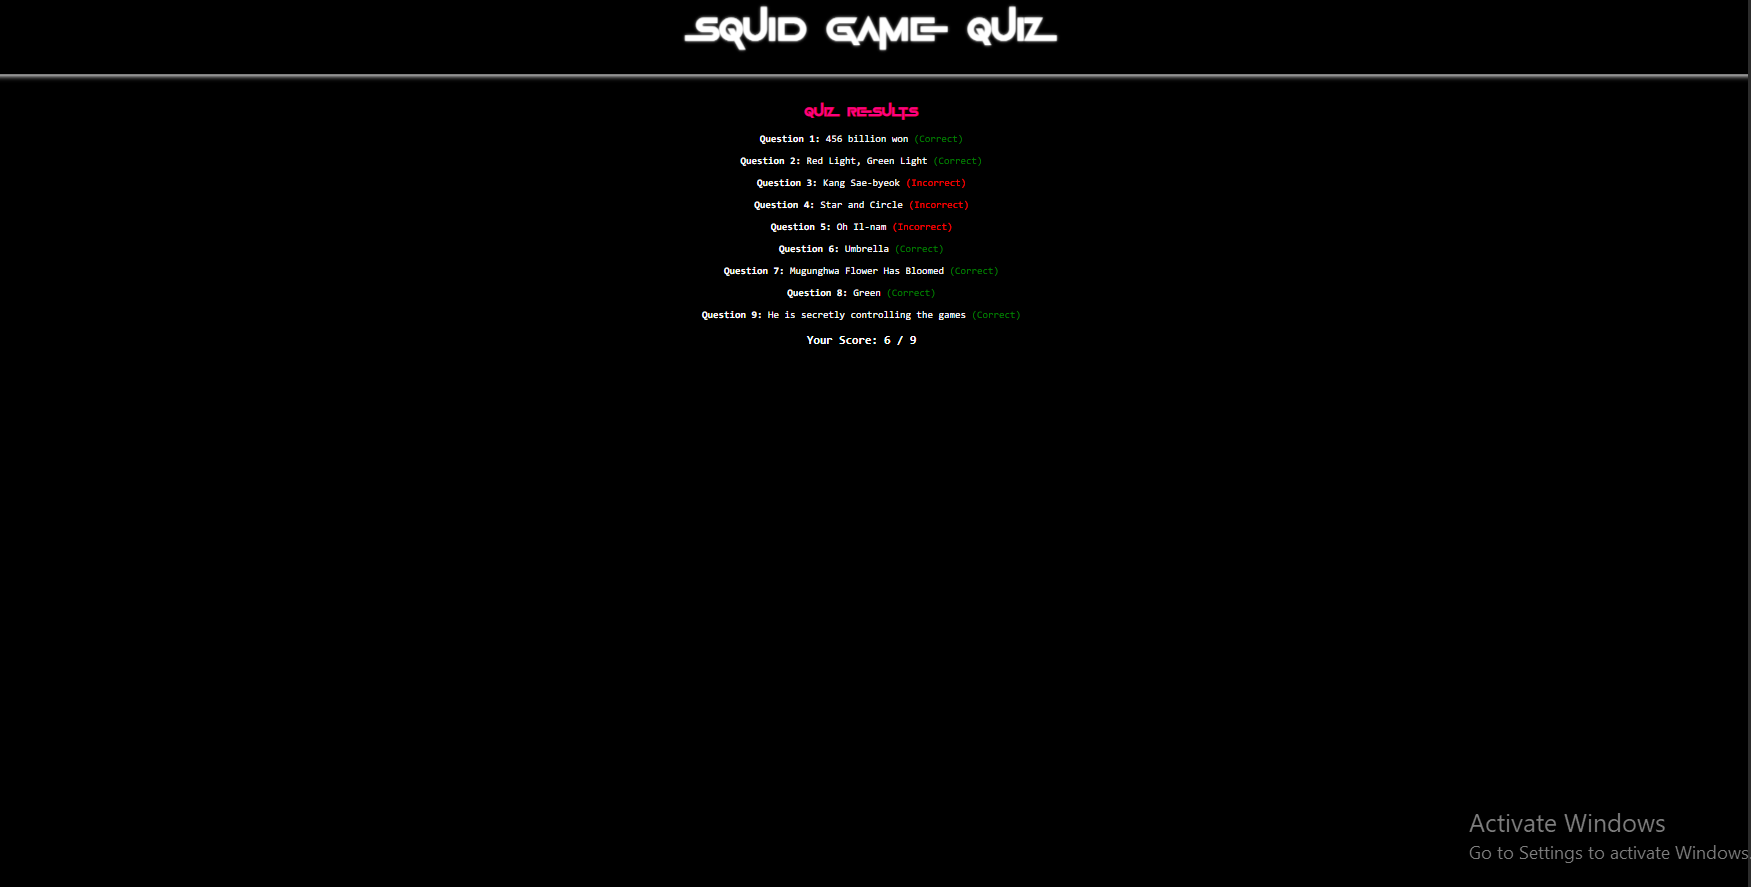 SQUID GAME QUIZ
QUIZ RESULTS
Question 1: 456 billion won (Correct)
Question 2: Red Light, Green Light (Correct)
Question 3: Kang Sae-byeok (Incorrect)
Question 4: Star and Circle (Incorrect)
Question 5: Oh Il-nam (Incorrect)
Question 6: Umbrella (Correct)
Question 7: Mugunghwa Flower Has Bloomed (Correct)
Question 8: Green (Correct)
Question 9: He is secretly controlling the games (Correct)
Your Score: 6 / 9
Activate Windows
Go to Settings to activate Windows.